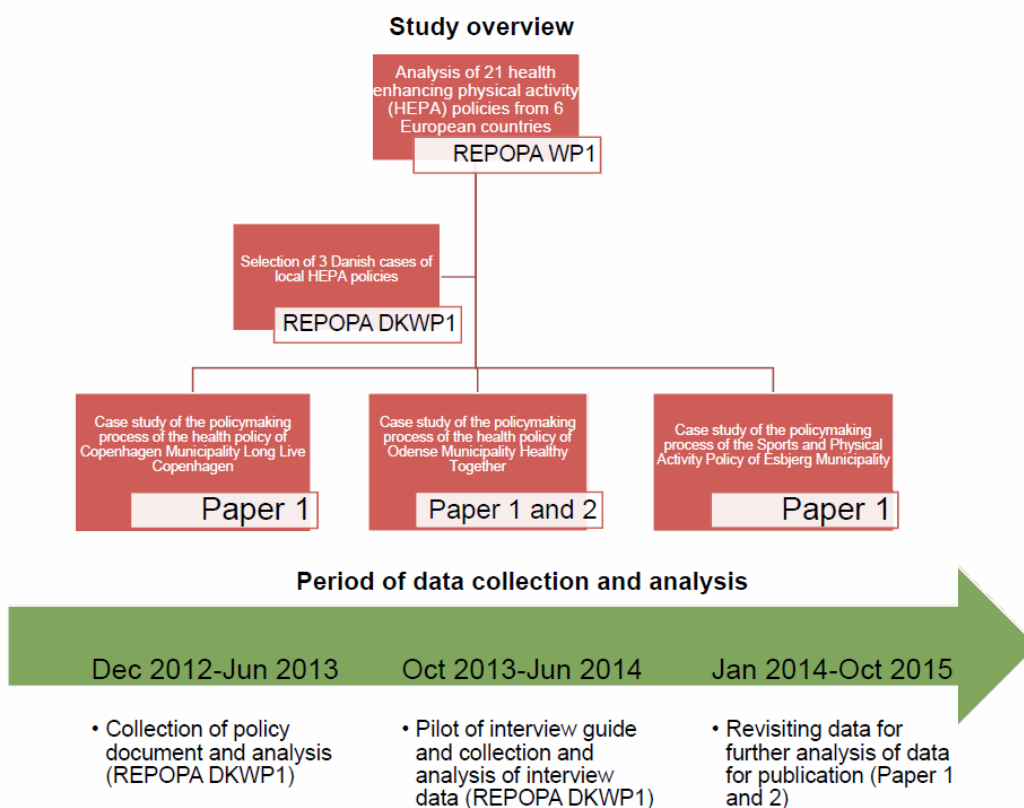 Study overview
Analysis of 21 health
enhancing physical activity
(HEPA) policies from 6
European countries
REPOPA WP1
Selection of 3 Danish cases of
local HEPA policies
REPOPA DKWP1
Case study of the policymaking
process of the health policy of
Copenhagen Municipality Long Live
Copenhagen
Paper 1
Case study of the policymaking
process of the health policy of
Odense Municipality Healthy
Together
Paper 1 and 2
Case study of the policymaking
process of the Sports and Physical
Activity Policy of Esbjerg Municipality
Paper 1
Period of data collection and analysis
Dec 2012-Jun 2013
Oct 2013-Jun 2014
Jan 2014-Oct 2015
• Collection of policy
document and analysis
(REPOPA DKWP1)
• Pilot of interview guide
and collection and
analysis of interview
data (REPOPA DKWP1)
• Revisiting data for
further analysis of data
for publication (Paper 1
and 2)